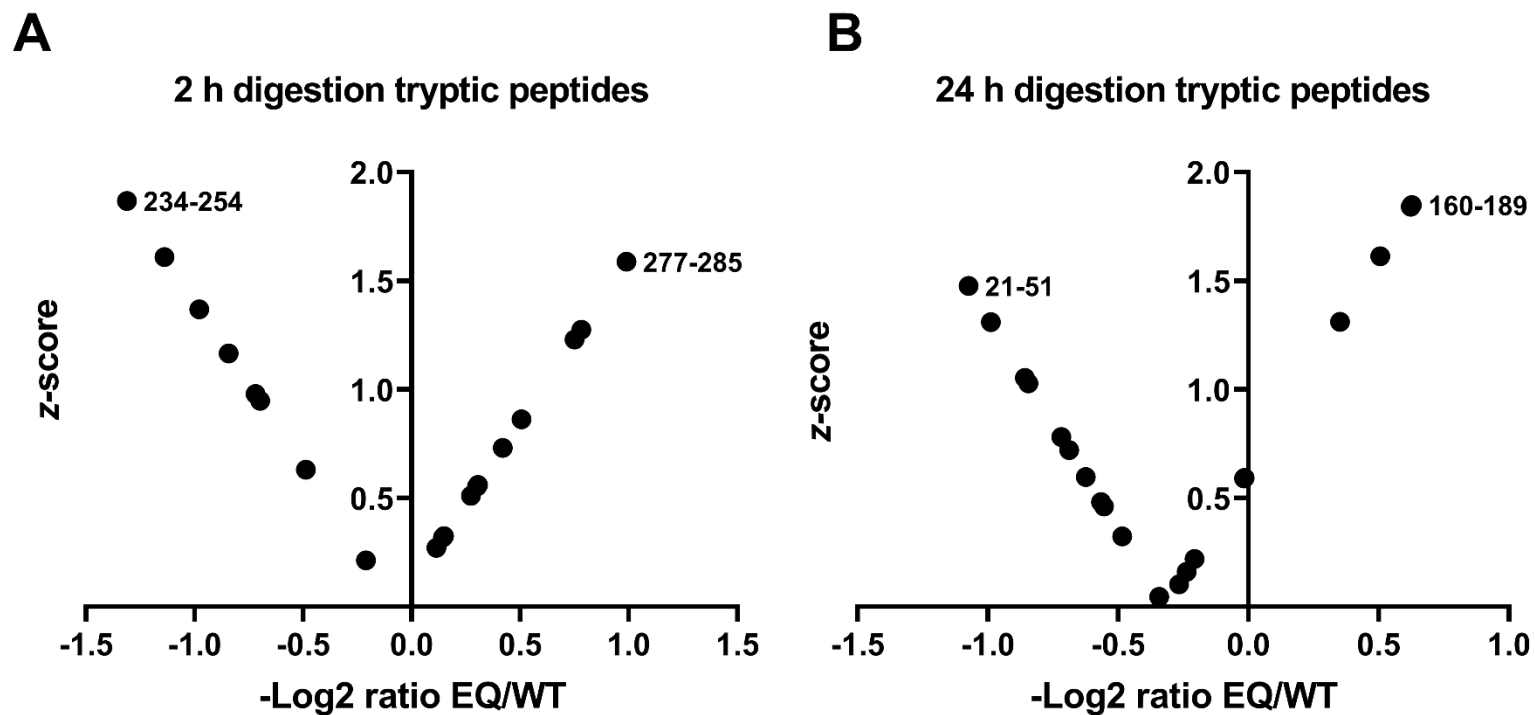 A
2 h digestion tryptic peptides
2.0
234-254
1.5
277-285
1.0
0.5
z-score
-1.5 -1.0 -0.5 0.0 0.5 1.0 1.5
-Log2 ratio EQ/WT
B
24 h digestion tryptic peptides
2.0
160-189
1.5
21-51
1.0
0.5
z-score
-1.5 -1.0 -0.5 0.0 0.5 1.0
-Log2 ratio EQ/WT